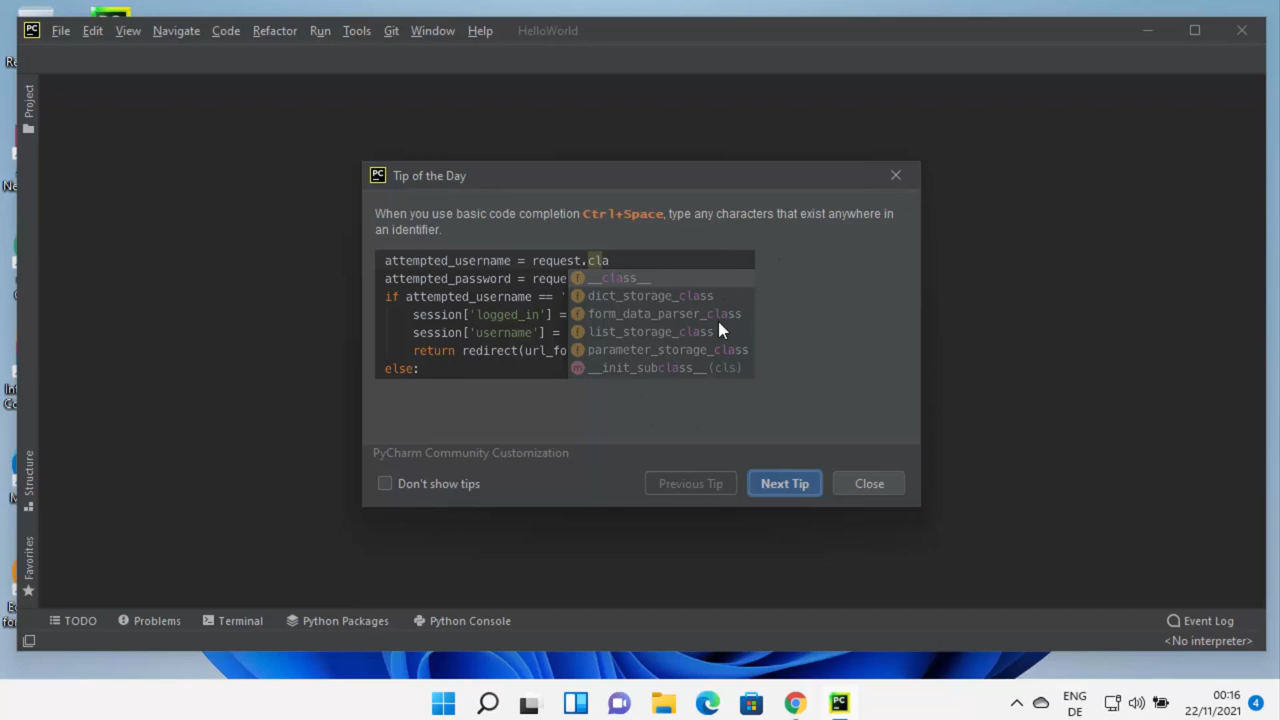 PC File Edit View Navigate Code Refactor Run Tools Git Window Help HelloWorld
Project
PC Tip of the Day
When you use basic code completion Ctrl+Space, type any characters that exist anywhere in
an identifier.
attempted_username = request.cla
attempted_password = reque
f __class__
if attempted_username == '
f dict_storage_class
session['logged_in'] =
f form_data_parser_class
session['username'] =
f list_storage_class
return redirect(url_fo
f parameter_storage_class
else:
m __init_subclass__(cls)
PyCharm Community Customization
Don't show tips
Previous Tip
Next Tip
Close
Structure
Favorites
TODO Problems Terminal Python Packages Python Console Event Log
<No interpreter>
PC
ENG
DE
00:16
22/11/2021
4